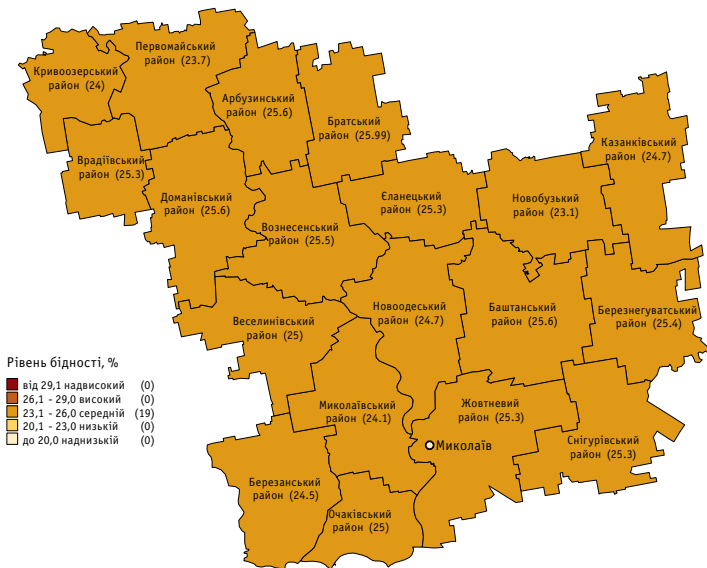 Первомайський
район (23.7)
Кривоозерський
район (24)
Арбузинський
район (25.6)
Братський
район (25.99)
Казанківський
район (24.7)
Врадіївський
район (25.3)
Доманівський
район (25.6)
Єланецький
район (25.3)
Новобузький
район (23.1)
Вознесенський
район (25.5)
Новоодеський
район (24.7)
Баштанський
район (25.6)
Березнегуватський
район (25.4)
Веселинівський
район (25)
Рівень бідності, %
від 29,1 надвисокий (0)
26,1 - 29,0 високий (0)
23,1 - 26,0 середній (19)
20,1 - 23,0 низькій (0)
до 20,0 наднизькій (0)
Миколаївський
район (24.1)
Жовтневий
район (25.3)
Миколаїв
Снігурівський
район (25.3)
Березанський
район (24.5)
Очаківський
район (25)